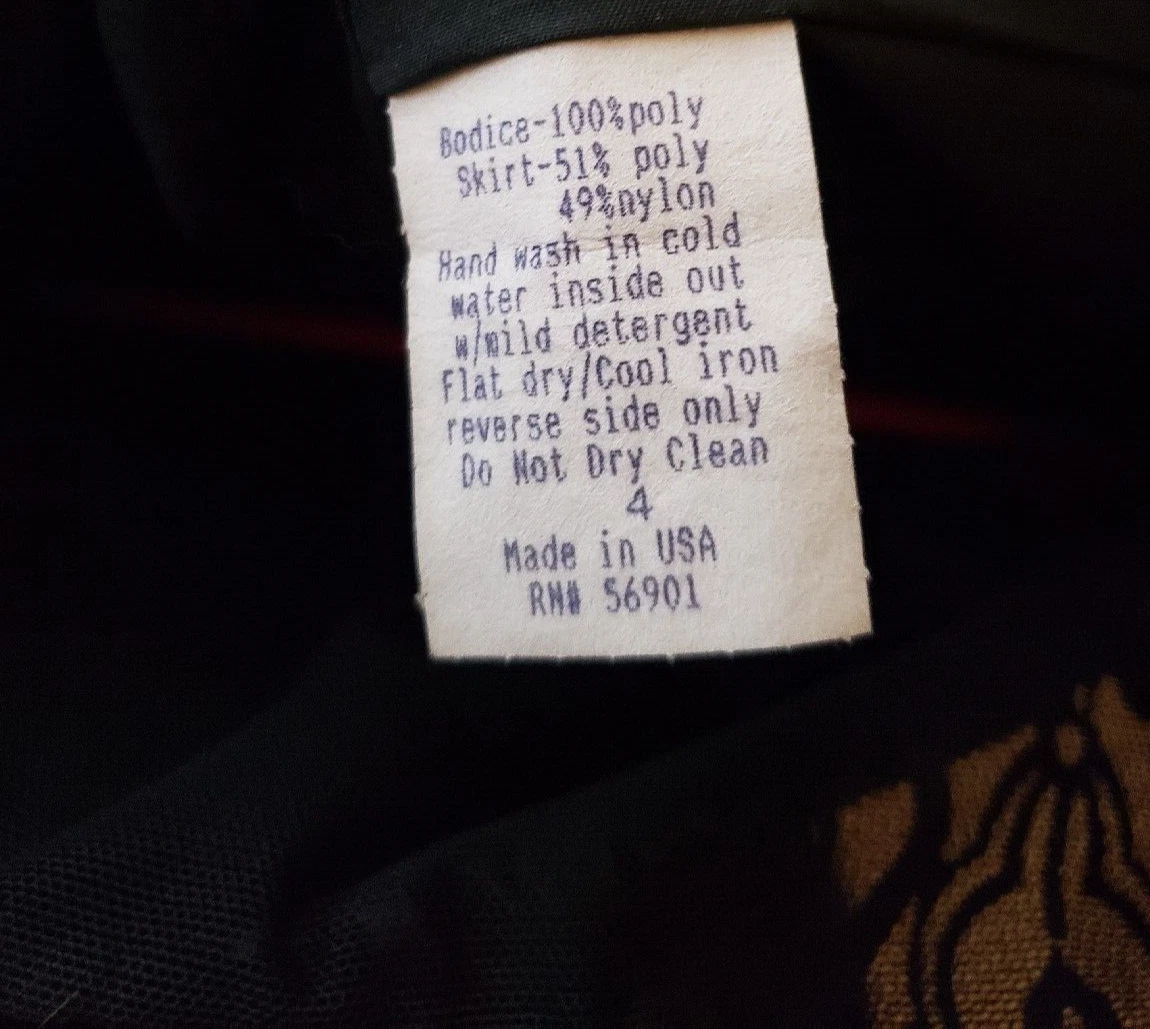 Bodice-100%poly
Skirt-51% poly
49%nylon
Hand wash in cold
water inside out
w/mild detergent
Flat dry/Cool iron
reverse side only
Do Not Dry Clean
4
Made in USA
RN# 56901